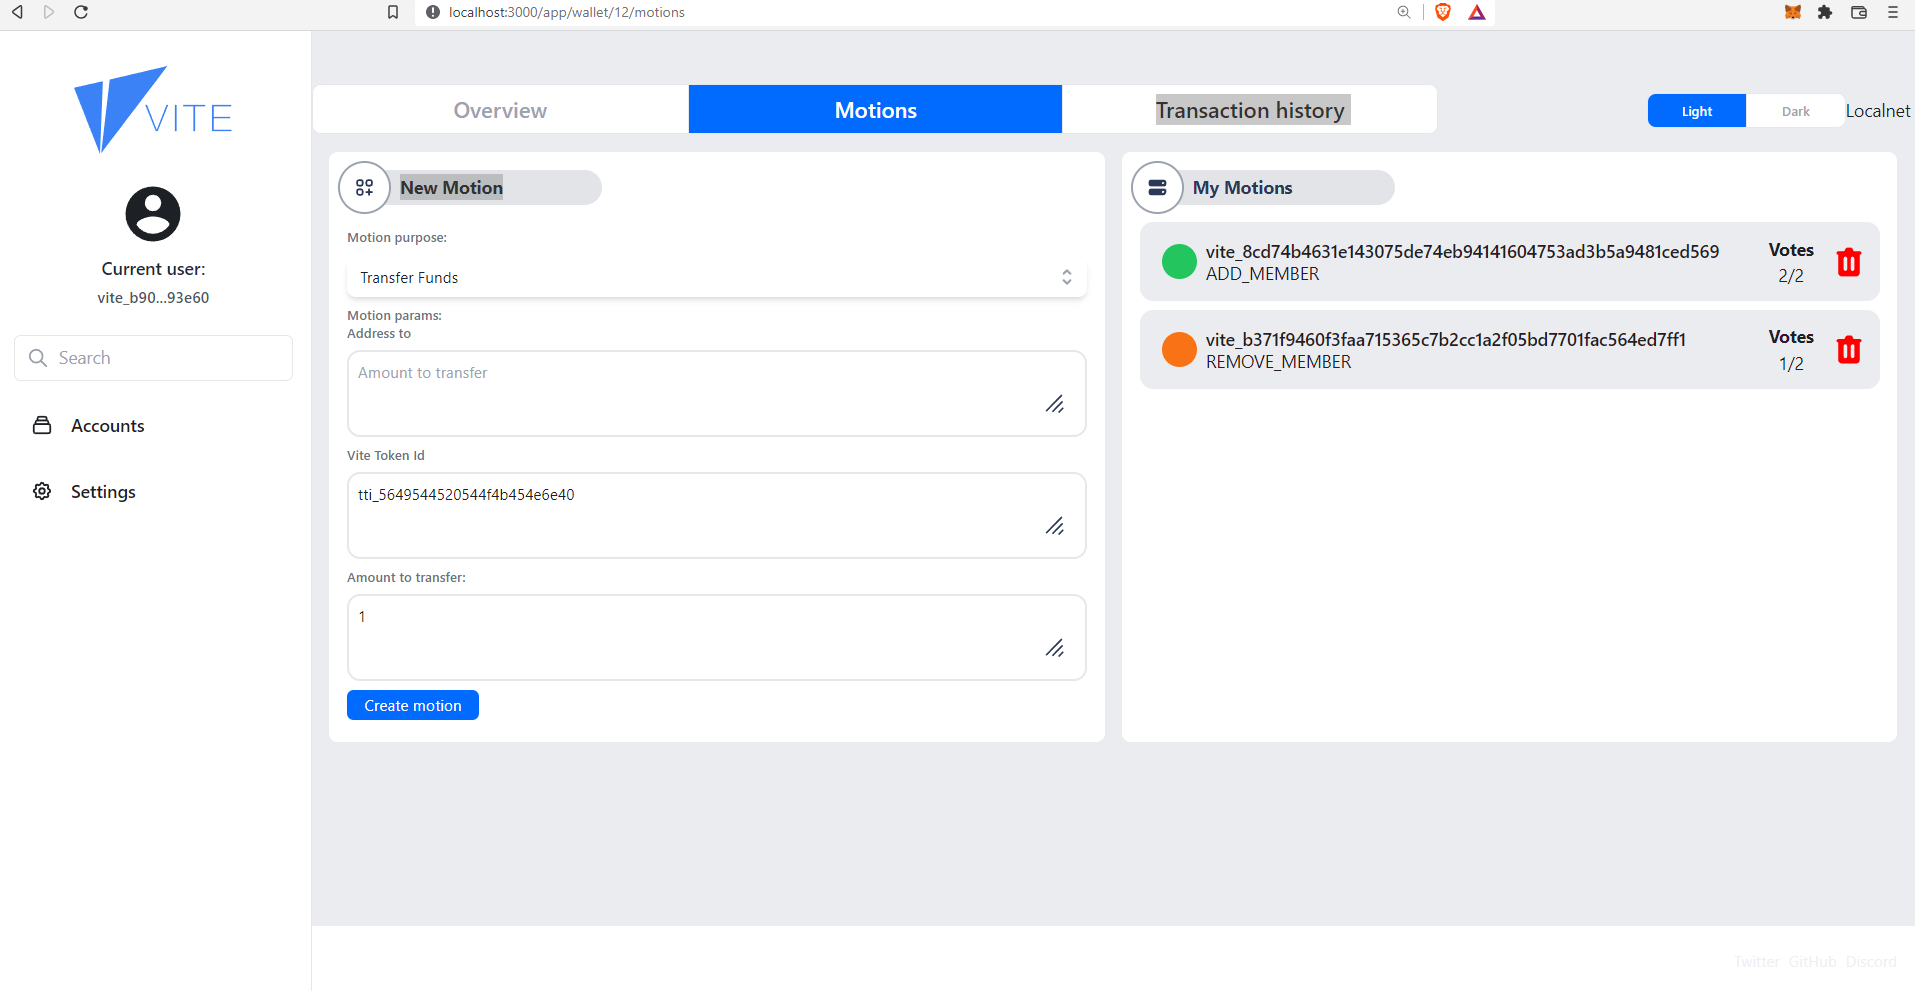 localhost:3000/app/wallet/12/motions
VITE
Current user:
vite_b90...93e60
Search
Accounts
Settings
Overview
Motions
Transaction history
Light
Dark
Localnet
New Motion
Motion purpose:
Transfer Funds
Motion params:
Address to
Amount to transfer
Vite Token Id
tti_5649544520544f4b454e6e40
Amount to transfer:
1
Create motion
My Motions
vite_8cd74b4631e143075de74eb94141604753ad3b5a9481ced569
ADD_MEMBER
Votes
2/2
vite_b371f9460f3faa715365c7b2cc1a2f05bd7701fac564ed7ff1
REMOVE_MEMBER
Votes
1/2
Twitter GitHub Discord